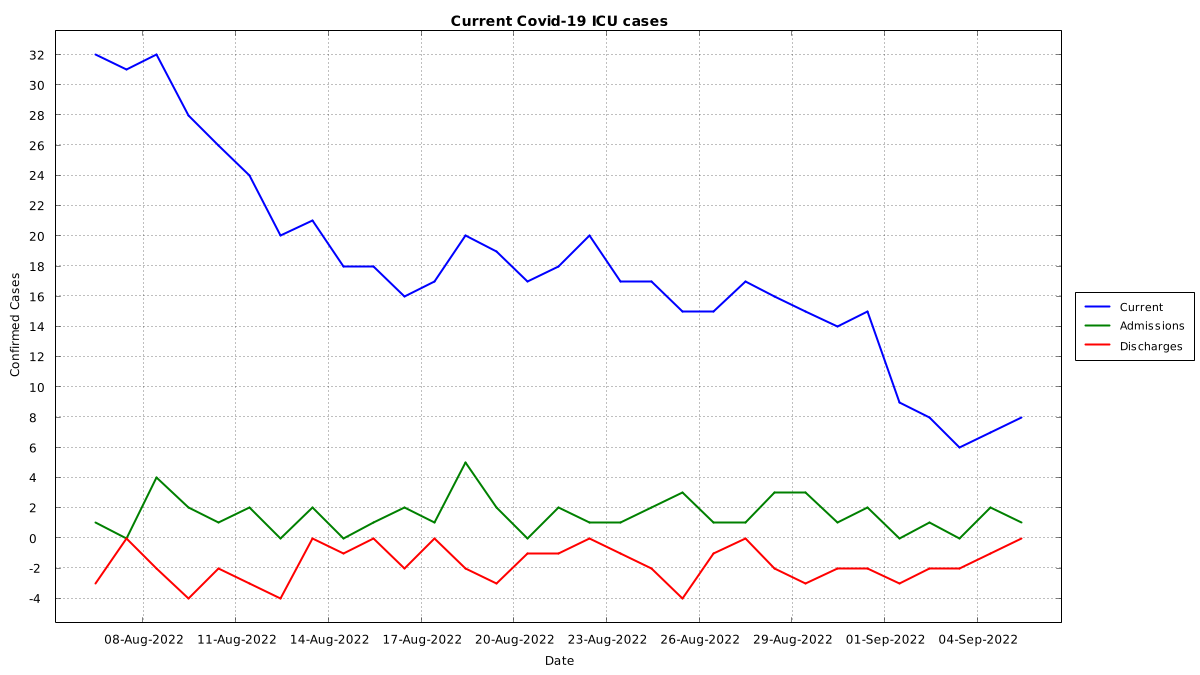 Current Covid-19 ICU cases
32
30
28
26
24
22
20
18
16
14
12
10
8
6
4
2
0
-2
-4
Confirmed Cases
08-Aug-2022 11-Aug-2022 14-Aug-2022 17-Aug-2022 20-Aug-2022 23-Aug-2022 26-Aug-2022 29-Aug-2022 01-Sep-2022 04-Sep-2022
Date
Current
Admissions
Discharges